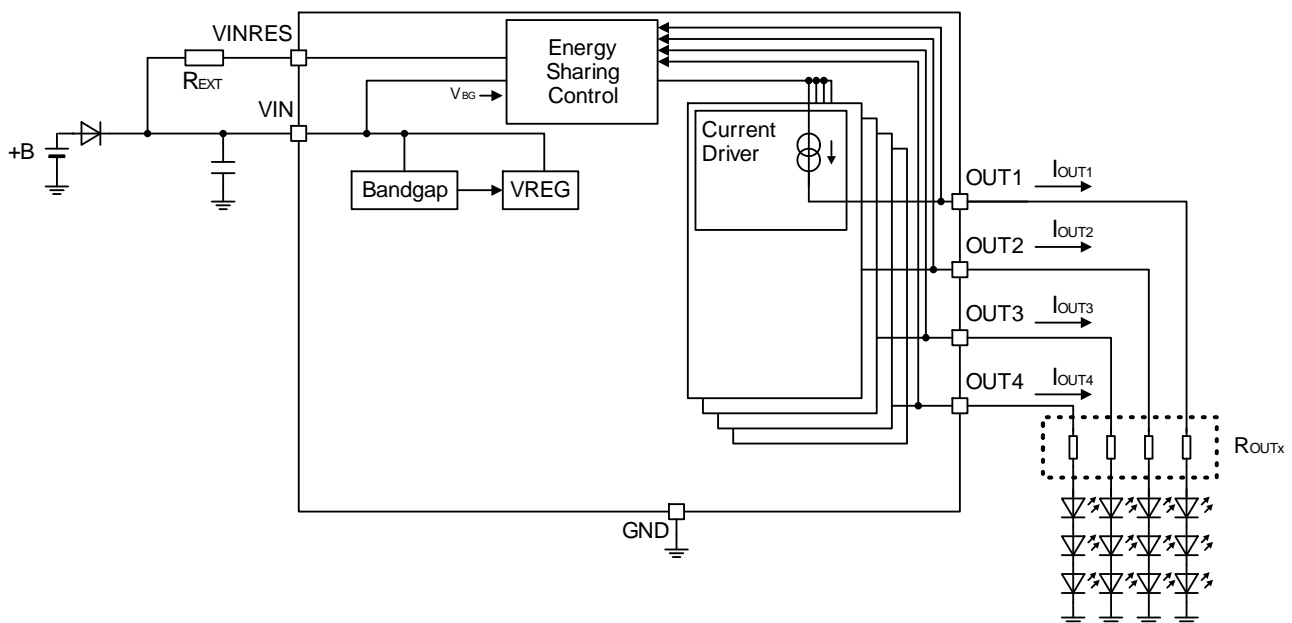 VINRES
REXT
VIN
+B
Energy
Sharing
Control
VBG
Bandgap
VREG
Current
Driver
OUT1
IOUT1
OUT2
IOUT2
OUT3
IOUT3
OUT4
IOUT4
ROUTx
GND